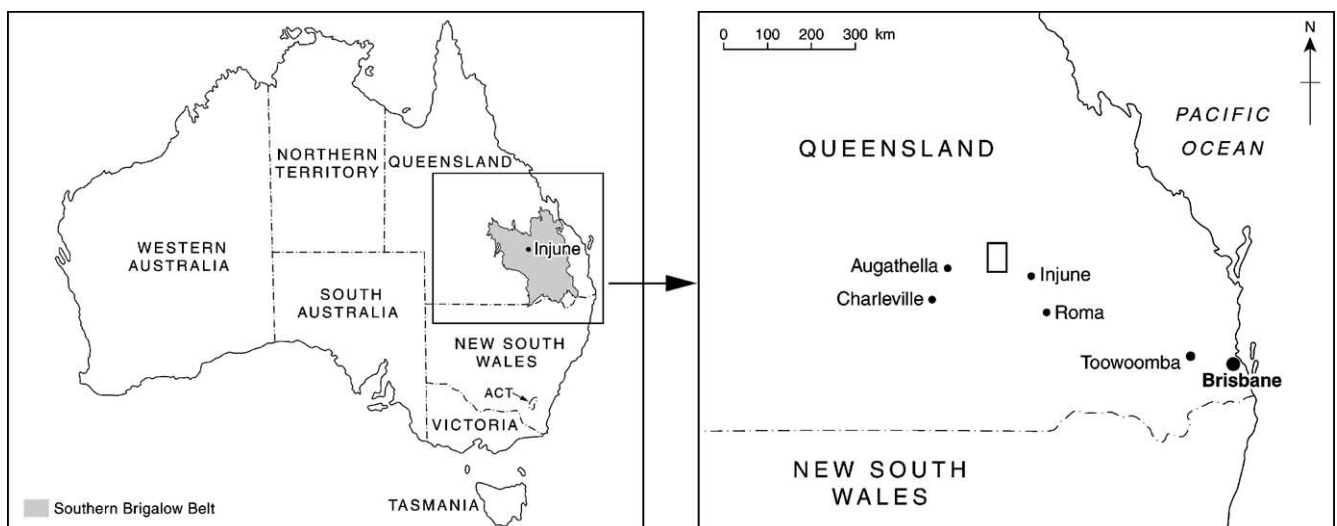 NORTHERN
TERRITORY
QUEENSLAND
WESTERN
AUSTRALIA
Injune
SOUTH
AUSTRALIA
NEW SOUTH
WALES
ACT
VICTORIA
TASMANIA
Southern Brigalow Belt
0 100 200 300 km
N
PACIFIC
OCEAN
QUEENSLAND
Augathella
Injune
Charleville
Roma
Toowoomba
Brisbane
NEW SOUTH
WALES